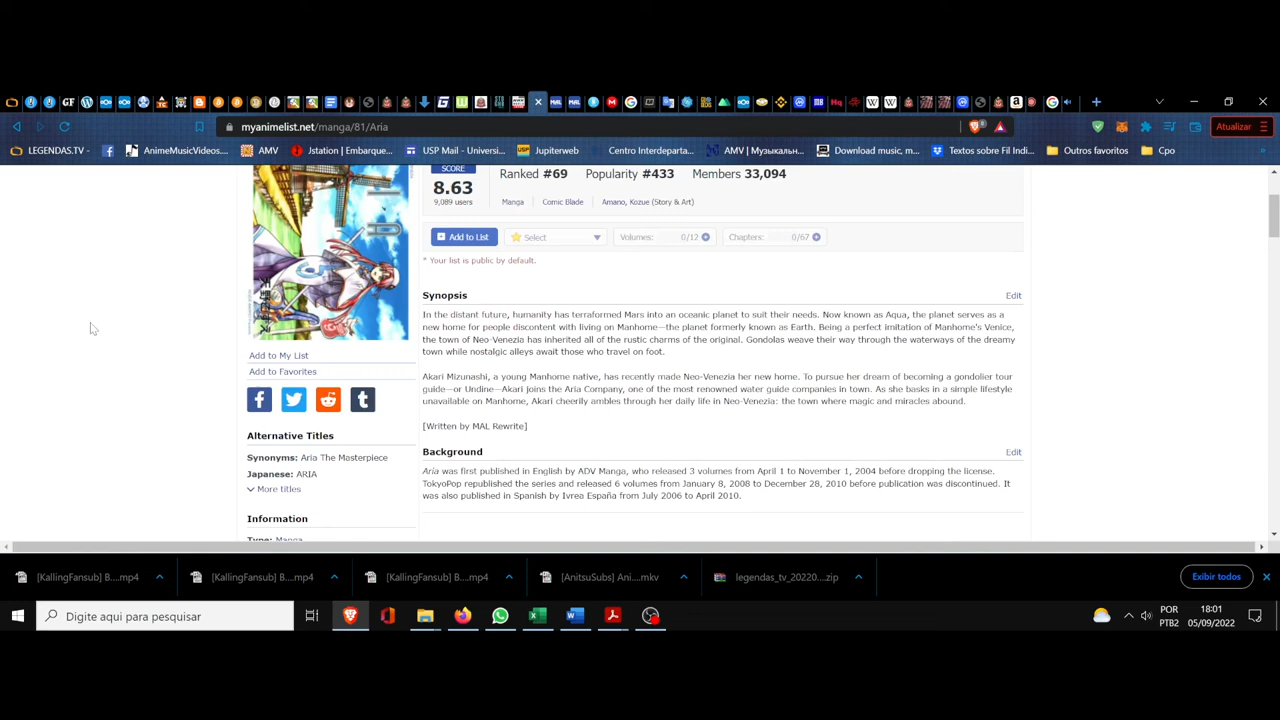 myanimelist.net/manga/81/Aria
Atualizar
LEGENDAS.TV
AnimeMusicVideos...
AMV
Jstation | Embarque...
USP Mail - Universi...
Jupiterweb
Centro Interdeparta...
AMV | Музыкальн...
Download music, m...
Textos sobre Fil Indi...
Outros favoritos
Cpo
SCORE
8.63
9,089 users
Ranked #69 Popularity #433 Members 33,094
Manga Comic Blade Amano, Kozue (Story & Art)
Add to List Select Volumes: 0/12 Chapters: 0/67
* Your list is public by default.
Synopsis Edit
In the distant future, humanity has terraformed Mars into an oceanic planet to suit their needs. Now known as Aqua, the planet serves as a
new home for people discontent with living on Manhome—the planet formerly known as Earth. Being a perfect imitation of Manhome's Venice,
the town of Neo-Venezia has inherited all of the rustic charms of the original. Gondolas weave their way through the waterways of the dreamy
town while nostalgic alleys await those who travel on foot.
Akari Mizunashi, a young Manhome native, has recently made Neo-Venezia her new home. To pursue her dream of becoming a gondolier tour
guide—or Undine—Akari joins the Aria Company, one of the most renowned water guide companies in town. As she basks in a simple lifestyle
unavailable on Manhome, Akari cheerily ambles through her daily life in Neo-Venezia: the town where magic and miracles abound.
[Written by MAL Rewrite]
Background Edit
Aria was first published in English by ADV Manga, who released 3 volumes from April 1 to November 1, 2004 before dropping the license.
TokyoPop republished the series and released 6 volumes from January 8, 2008 to December 28, 2010 before publication was discontinued. It
was also published in Spanish by Ivrea España from July 2006 to April 2010.
天野こずえ
Add to My List
Add to Favorites
Alternative Titles
Synonyms: Aria The Masterpiece
Japanese: ARIA
More titles
Information
Type: Manga
[KallingFansub] B....mp4
[KallingFansub] B....mp4
[KallingFansub] B....mp4
[AnitsuSubs] Ani....mkv
legendas_tv_20220....zip
Exibir todos
Digite aqui para pesquisar
POR
PTB2
18:01
05/09/2022